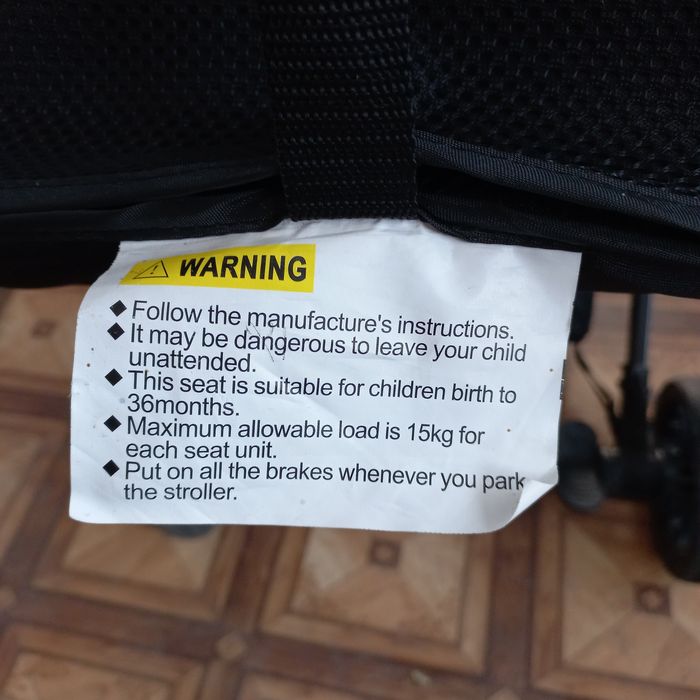 WARNING
Follow the manufacture's instructions.
It may be dangerous to leave your child
unattended.
This seat is suitable for children birth to
36months.
Maximum allowable load is 15kg for
each seat unit.
Put on all the brakes whenever you park
the stroller.